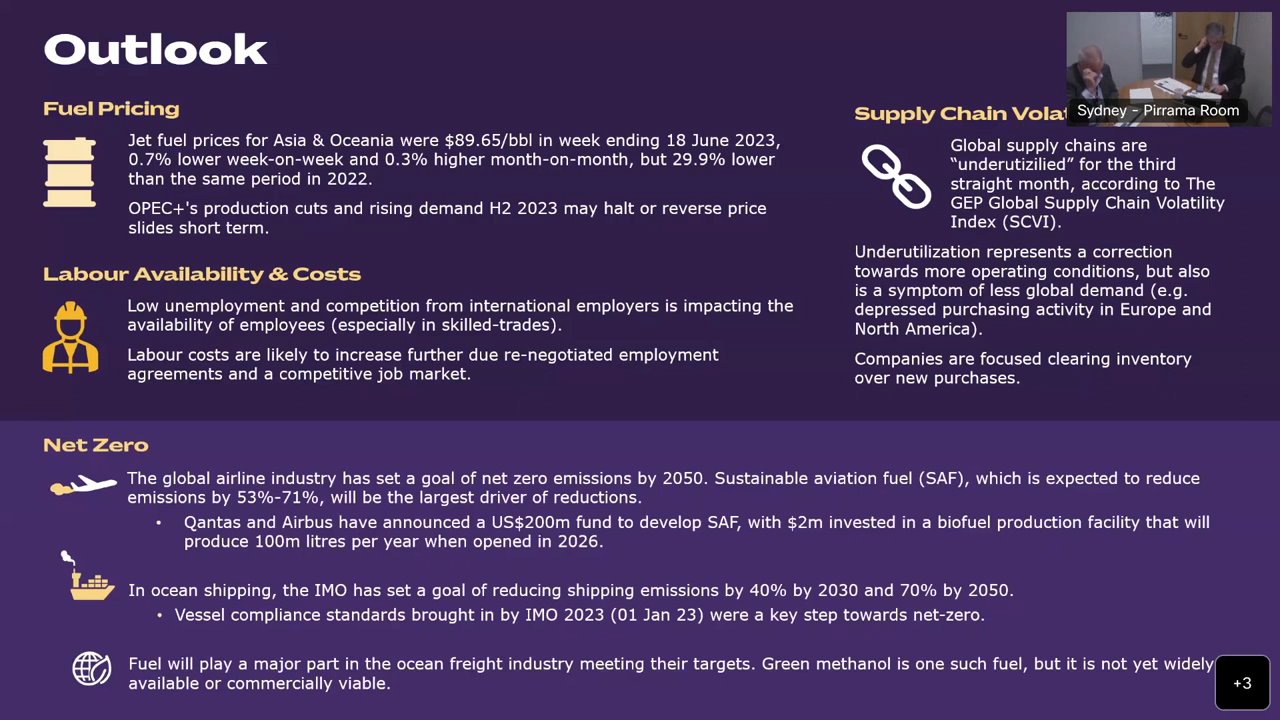 Outlook
Fuel Pricing
Jet fuel prices for Asia & Oceania were $89.65/bbl in week ending 18 June 2023,
0.7% lower week-on-week and 0.3% higher month-on-month, but 29.9% lower
than the same period in 2022.
OPEC+'s production cuts and rising demand H2 2023 may halt or reverse price
slides short term.
Labour Availability & Costs
Low unemployment and competition from international employers is impacting the
availability of employees (especially in skilled-trades).
Labour costs are likely to increase further due re-negotiated employment
agreements and a competitive job market.
Sydney - Pirrama Room
Supply Chain
Global supply chains are
“underutizilied” for the third
straight month, according to The
GEP Global Supply Chain Volatility
Index (SCVI).
Underutilization represents a correction
towards more operating conditions, but also
is a symptom of less global demand (e.g.
depressed purchasing activity in Europe and
North America).
Companies are focused clearing inventory
over new purchases.
Net Zero
The global airline industry has set a goal of net zero emissions by 2050. Sustainable aviation fuel (SAF), which is expected to reduce
emissions by 53%-71%, will be the largest driver of reductions.
• Qantas and Airbus have announced a US$200m fund to develop SAF, with $2m invested in a biofuel production facility that will
produce 100m litres per year when opened in 2026.
In ocean shipping, the IMO has set a goal of reducing shipping emissions by 40% by 2030 and 70% by 2050.
• Vessel compliance standards brought in by IMO 2023 (01 Jan 23) were a key step towards net-zero.
Fuel will play a major part in the ocean freight industry meeting their targets. Green methanol is one such fuel, but it is not yet widely
available or commercially viable.
+3